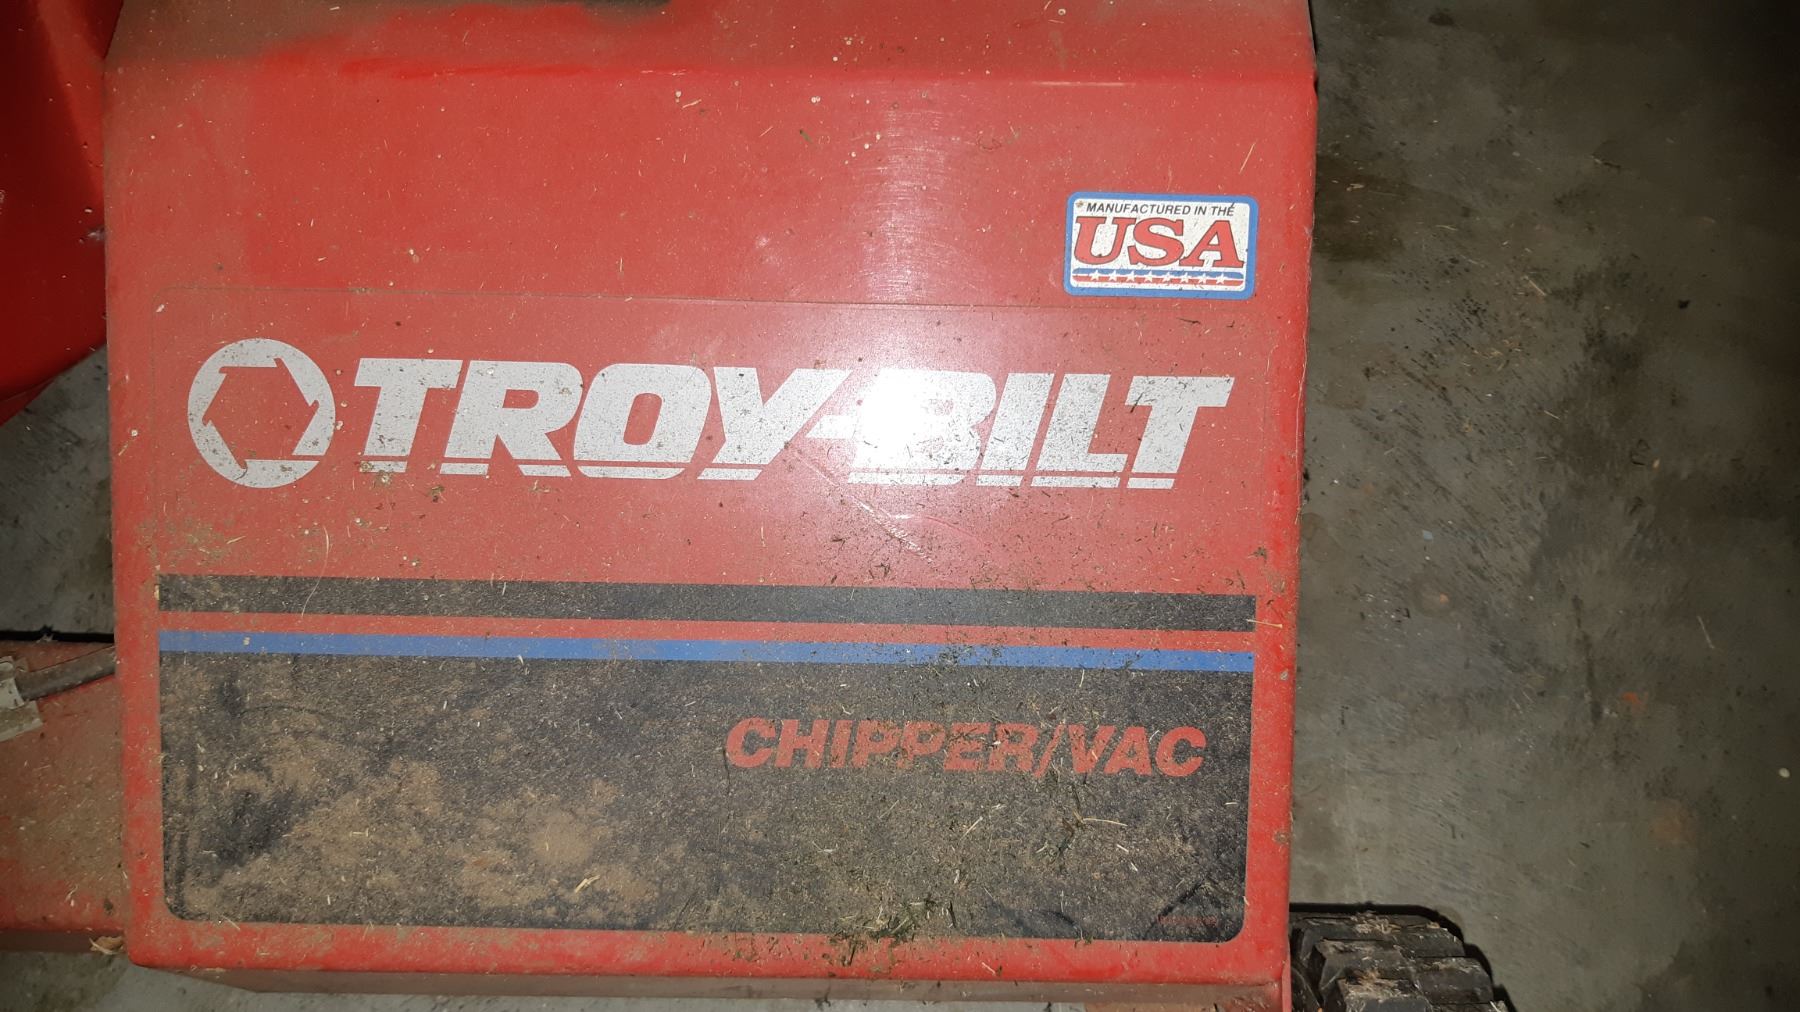 MANUFACTURED IN THE
USA
TROY-BILT
CHIPPER/VAC